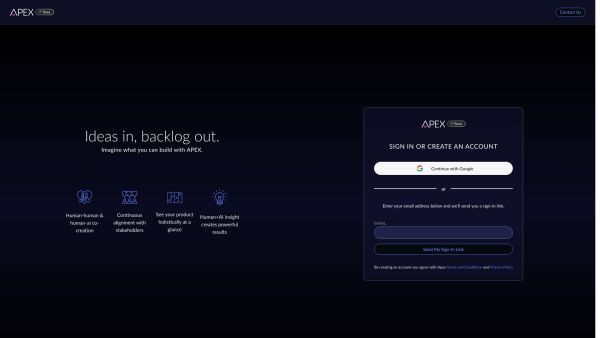 APEX Beta
Contact Us
Ideas in, backlog out.
Imagine what you can build with APEX.
Human-human &
human-ai co-
creation
Continuous
alignment with
stakeholders
See your product
holistically at a
glance
Human+AI insight
creates powerful
results
APEX Beta
SIGN IN OR CREATE AN ACCOUNT
Continue with Google
or
Enter your email address below and we'll send you a sign-in link.
EMAIL
Send My Sign-In Link
By creating an account you agree with Apex Terms and Conditions and Privacy Policy